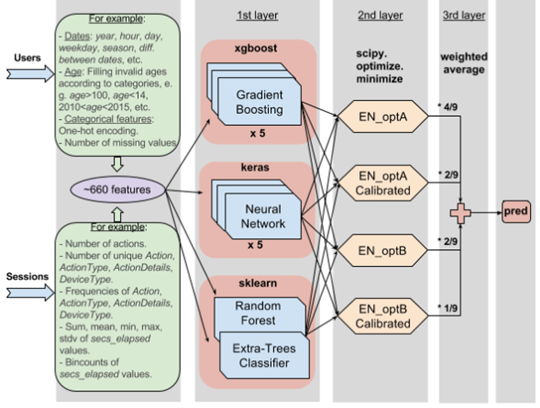 1st layer
2nd layer
3rd layer
Users
For example:
- Dates: year, hour, day,
weekday, season, diff.
between dates, etc.
- Age: Filling invalid ages
according to categories, e.
g. age>100, age<14,
2010<age<2015, etc.
- Categorical features:
One-hot encoding.
- Number of missing values
~660 features
Sessions
For example:
- Number of actions.
- Number of unique Action,
ActionType, ActionDetails,
DeviceType.
- Frequencies of Action,
ActionType, ActionDetails,
DeviceType.
- Sum, mean, min, max,
stdv of secs_elapsed
values.
- Bincounts of
secs_elapsed values.
xgboost
Gradient
Boosting
x 5
keras
Neural
Network
x 5
sklearn
Random
Forest
Extra-Trees
Classifier
scipy.
optimize.
minimize
EN_optA
EN_optA
Calibrated
EN_optB
EN_optB
Calibrated
weighted
average
* 4/9
* 2/9
* 2/9
* 1/9
pred